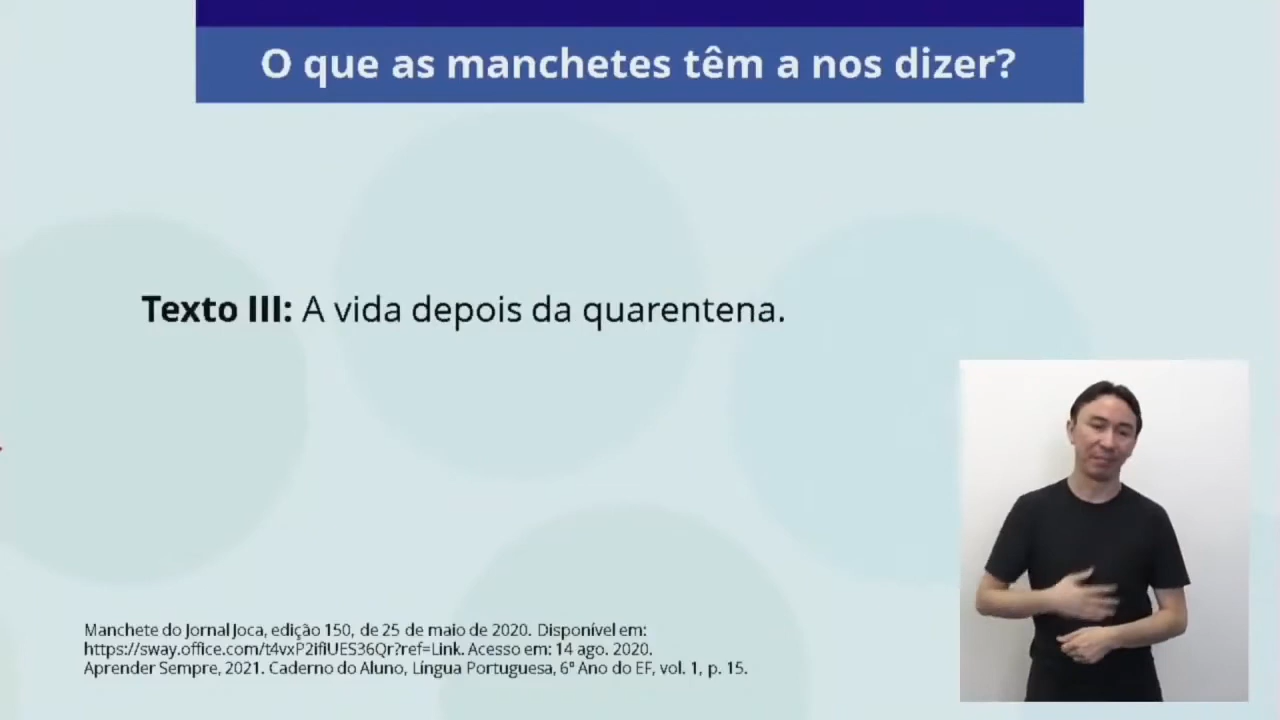 O que as manchetes têm a nos dizer?
Texto III: A vida depois da quarentena.
Manchete do Jornal Joca, edição 150, de 25 de maio de 2020. Disponível em:
https://sway.office.com/t4vxP2ifiUES36Qr?ref=Link. Acesso em: 14 ago. 2020.
Aprender Sempre, 2021. Caderno do Aluno, Língua Portuguesa, 6º Ano do EF, vol. 1, p. 15.